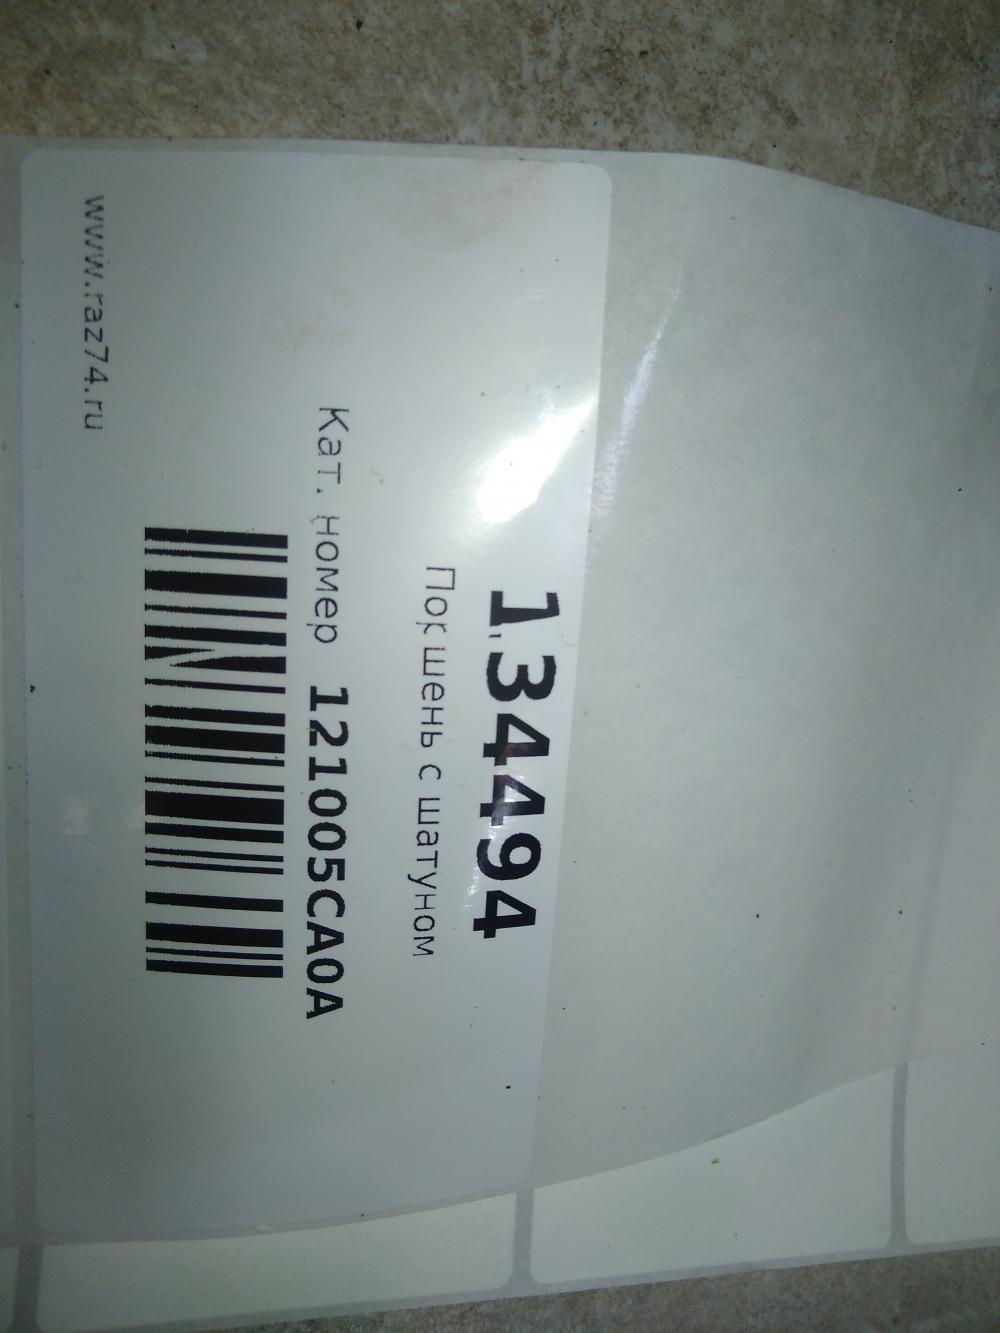 134494
Поршень с шатуном
Кат. номер 121005CA0A
www.raz74.ru